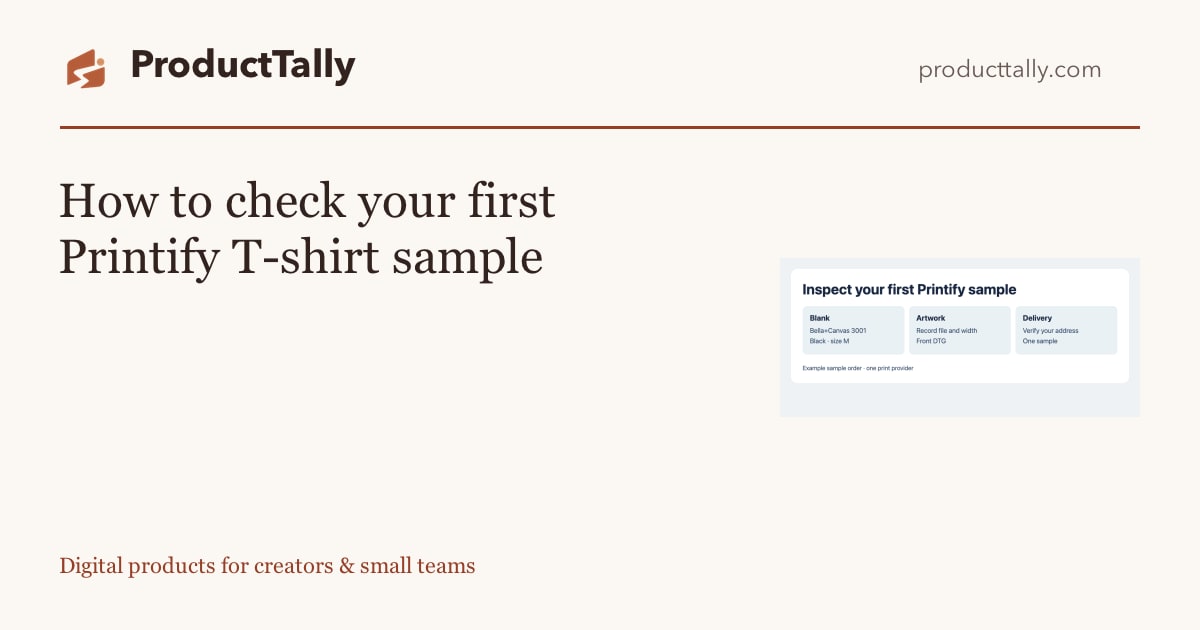 ProductTally
producttally.com
How to check your first
Printify T-shirt sample
Inspect your first Printify sample
Blank
Bella+Canvas 3001
Black · size M
Artwork
Record file and width
Front DTG
Delivery
Verify your address
One sample
Example sample order · one print provider
Digital products for creators & small teams